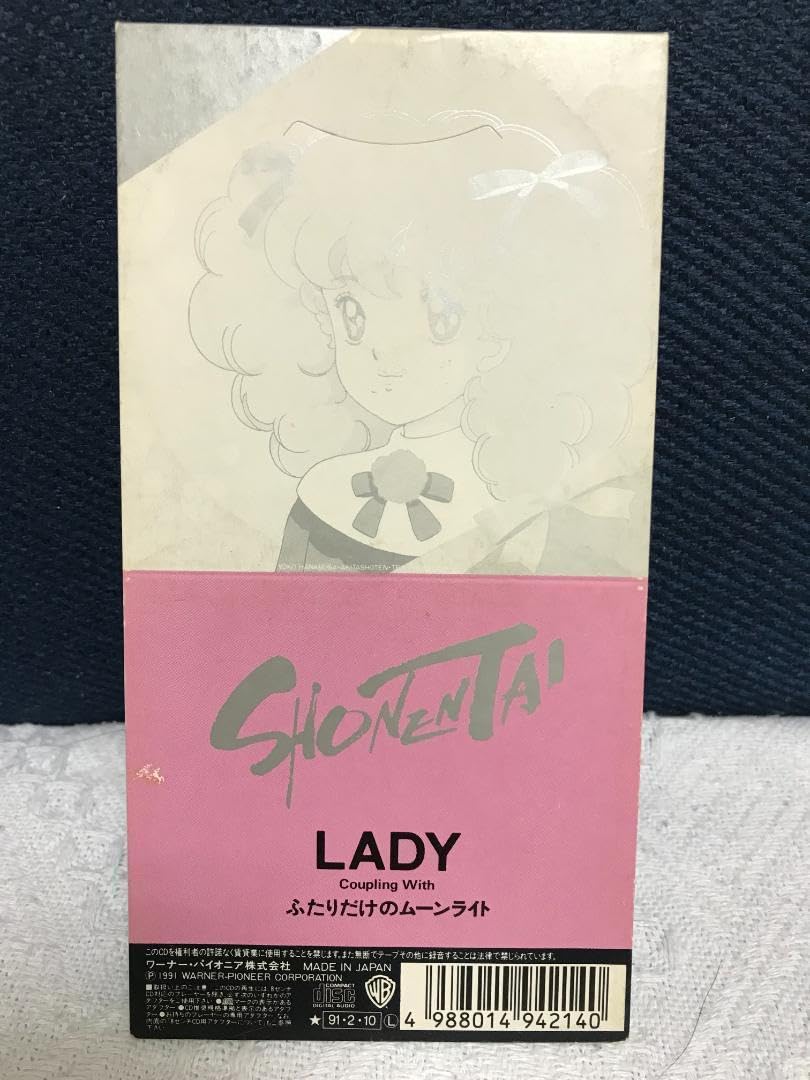 SHONENTAI
LADY
Coupling With
ふたりだけのムーンライト
このCDを権利者の許諾なく賃貸業に使用することを禁じます。また無断でテープその他に録音することは法律で禁じられています。
ワーナー・パイオニア株式会社 MADE IN JAPAN
Ⓟ 1991 WARNER-PIONEER CORPORATION
COMPACT
disc
DIGITAL AUDIO
★ 91・2・10 Ⓛ
4 988014 942140